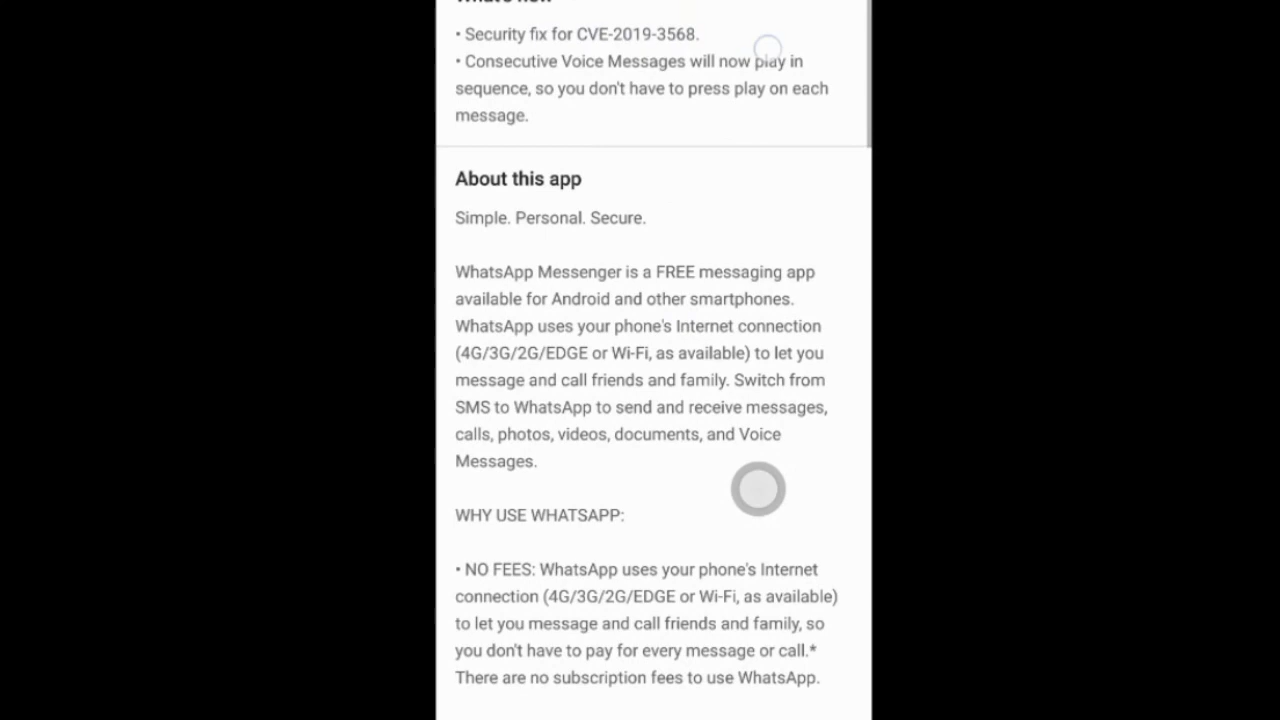 What's new
• Security fix for CVE-2019-3568.
• Consecutive Voice Messages will now play in
sequence, so you don't have to press play on each
message.
About this app
Simple. Personal. Secure.
WhatsApp Messenger is a FREE messaging app
available for Android and other smartphones.
WhatsApp uses your phone's Internet connection
(4G/3G/2G/EDGE or Wi-Fi, as available) to let you
message and call friends and family. Switch from
SMS to WhatsApp to send and receive messages,
calls, photos, videos, documents, and Voice
Messages.
WHY USE WHATSAPP:
• NO FEES: WhatsApp uses your phone's Internet
connection (4G/3G/2G/EDGE or Wi-Fi, as available)
to let you message and call friends and family, so
you don't have to pay for every message or call.*
There are no subscription fees to use WhatsApp.